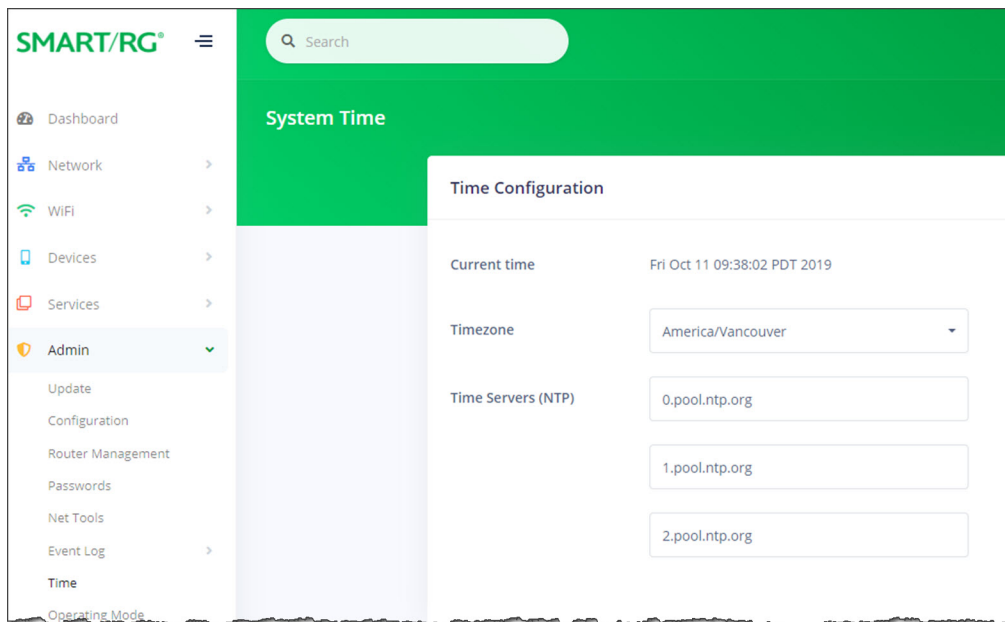 SMART/RG®
Search
Dashboard
Network
WiFi
Devices
Services
Admin
Update
Configuration
Router Management
Passwords
Net Tools
Event Log
Time
Operating Mode
System Time
Time Configuration
Current time Fri Oct 11 09:38:02 PDT 2019
Timezone America/Vancouver
Time Servers (NTP) 0.pool.ntp.org
1.pool.ntp.org
2.pool.ntp.org